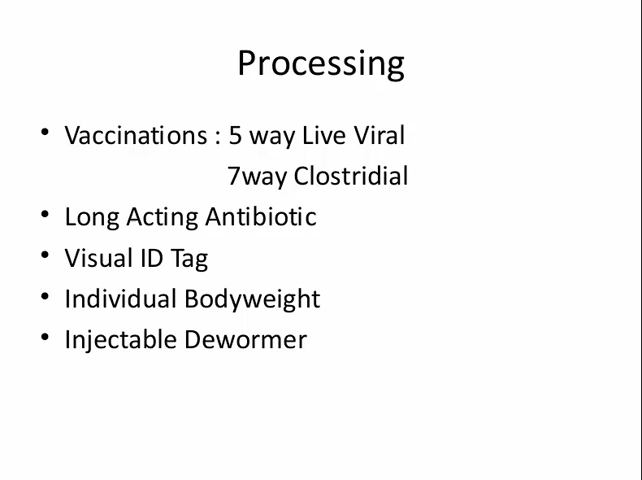 Processing
• Vaccinations : 5 way Live Viral
7way Clostridial
• Long Acting Antibiotic
• Visual ID Tag
• Individual Bodyweight
• Injectable Dewormer